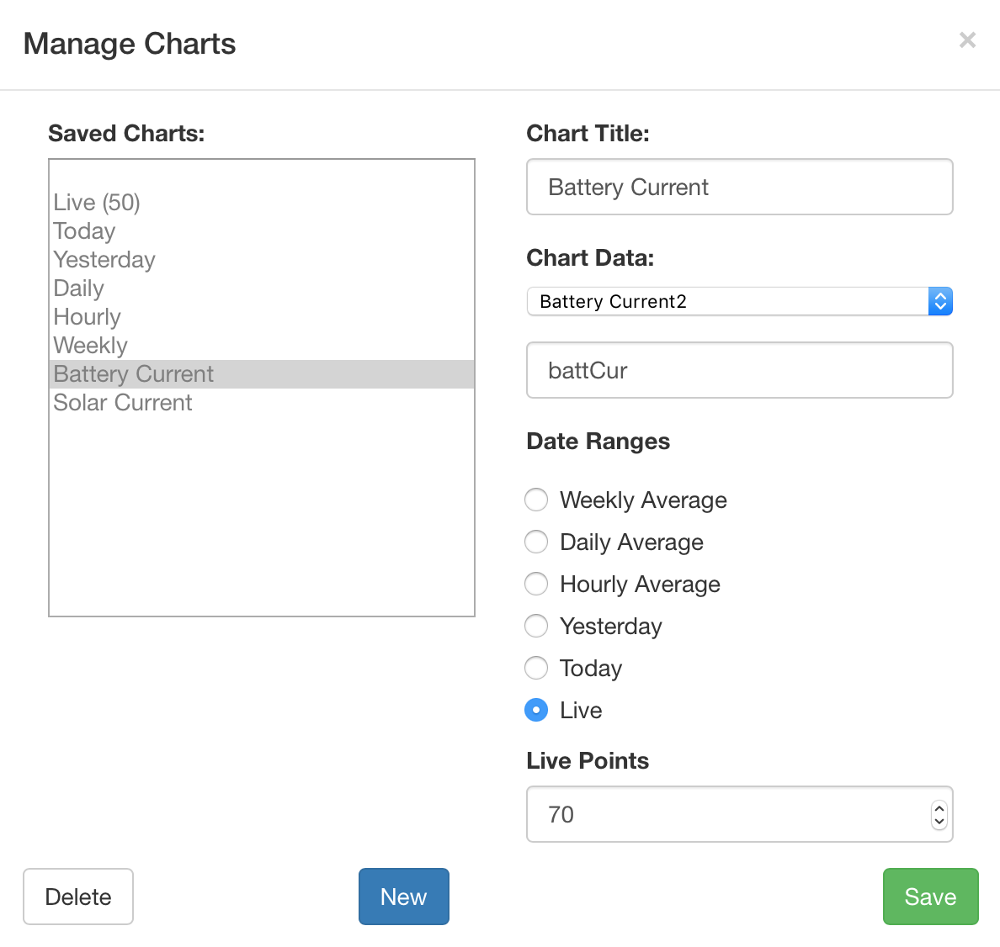 Manage Charts
×
Saved Charts:
Live (50)
Today
Yesterday
Daily
Hourly
Weekly
Battery Current
Solar Current
Chart Title:
Battery Current
Chart Data:
Battery Current2
battCur
Date Ranges
Weekly Average
Daily Average
Hourly Average
Yesterday
Today
Live
Live Points
70
Delete
New
Save